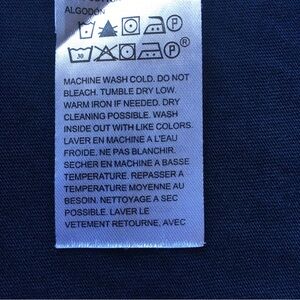 ALGODÓN
P
30 P®
MACHINE WASH COLD. DO NOT
BLEACH. TUMBLE DRY LOW.
WARM IRON IF NEEDED. DRY
CLEANING POSSIBLE. WASH
INSIDE OUT WITH LIKE COLORS.
LAVER EN MACHINE A L'EAU
FROIDE. NE PAS BLANCHIR.
SECHER EN MACHINE A BASSE
TEMPERATURE. REPASSER A
TEMPERATURE MOYENNE AU
BESOIN. NETTOYAGE A SEC
POSSIBLE. LAVER LE
VETEMENT RETOURNE, AVEC